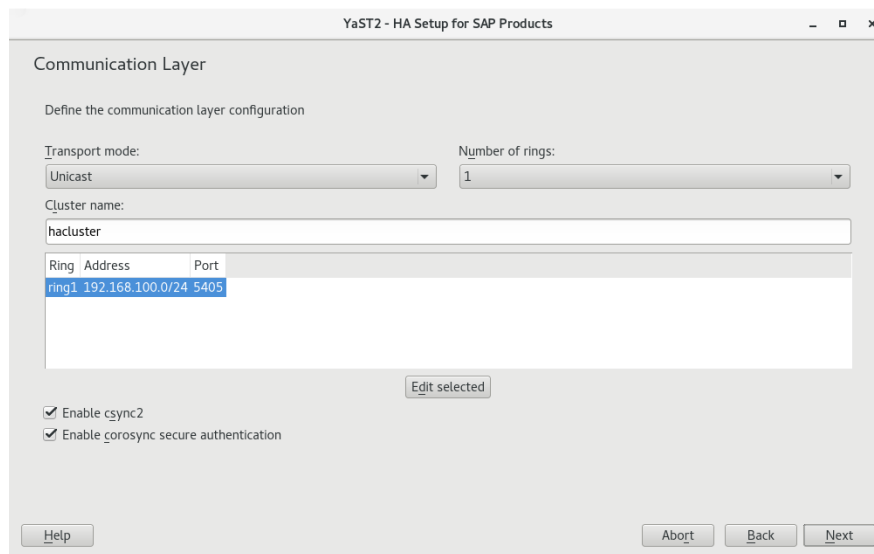 YaST2 - HA Setup for SAP Products
Communication Layer
Define the communication layer configuration
Transport mode: Number of rings:
Unicast 1
Cluster name:
hacluster
Ring Address Port
ring1 192.168.100.0/24 5405
Edit selected
Enable csync2
Enable corosync secure authentication
Help Abort Back Next